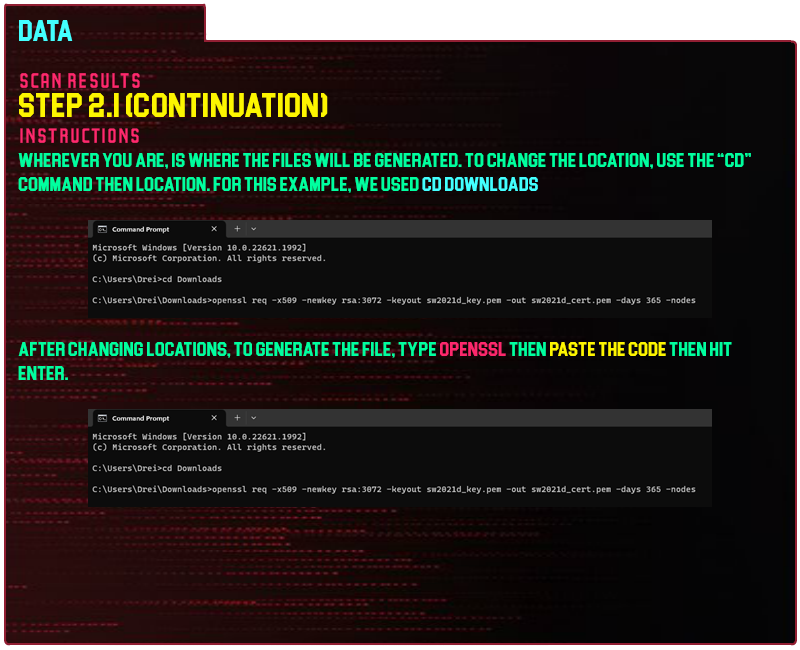 DATA
SCAN RESULTS
STEP 2.1 (CONTINUATION)
INSTRUCTIONS
WHEREVER YOU ARE, IS WHERE THE FILES WILL BE GENERATED. TO CHANGE THE LOCATION, USE THE “CD”
COMMAND THEN LOCATION. FOR THIS EXAMPLE, WE USED CD DOWNLOADS
Command Prompt
Microsoft Windows [Version 10.0.22621.1992]
(c) Microsoft Corporation. All rights reserved.
C:\Users\Drei>cd Downloads
C:\Users\Drei\Downloads>openssl req -x509 -newkey rsa:3072 -keyout sw2021d_key.pem -out sw2021d_cert.pem -days 365 -nodes
AFTER CHANGING LOCATIONS, TO GENERATE THE FILE, TYPE OPENSSL THEN PASTE THE CODE THEN HIT
ENTER.
Command Prompt
Microsoft Windows [Version 10.0.22621.1992]
(c) Microsoft Corporation. All rights reserved.
C:\Users\Drei>cd Downloads
C:\Users\Drei\Downloads>openssl req -x509 -newkey rsa:3072 -keyout sw2021d_key.pem -out sw2021d_cert.pem -days 365 -nodes